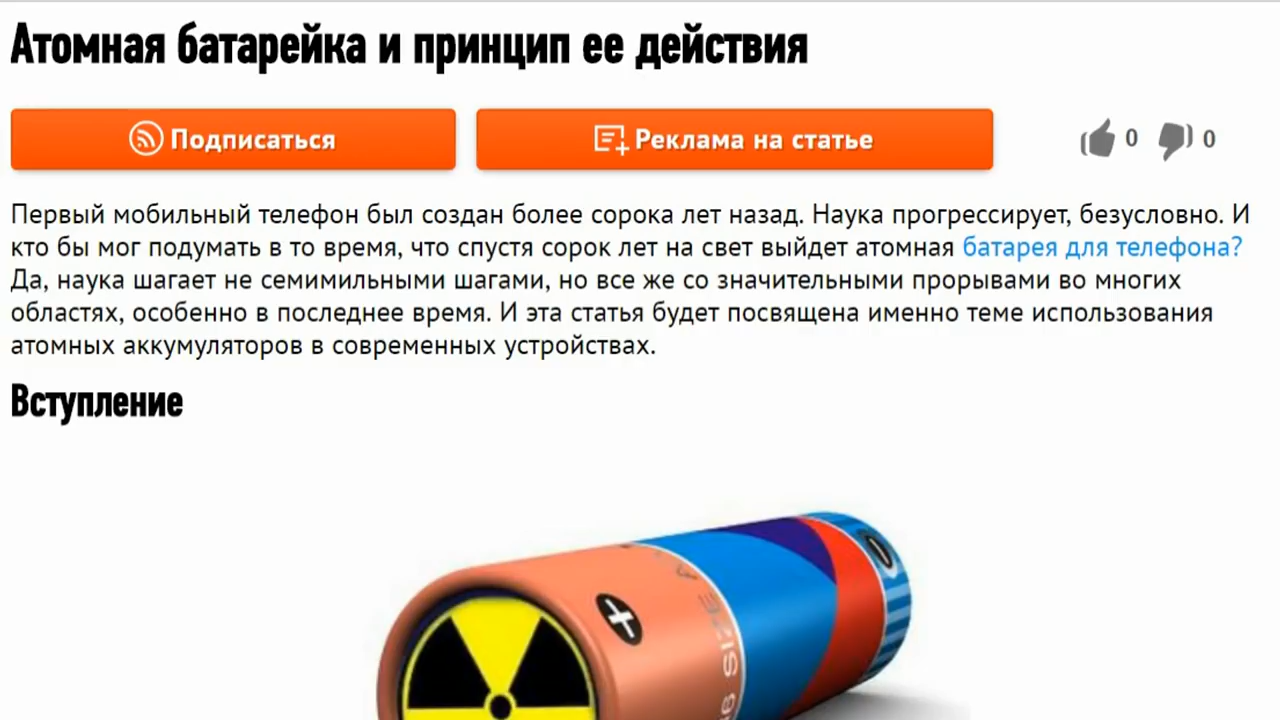 Атомная батарейка и принцип ее действия
Подписаться
Реклама на статье
0
0
Первый мобильный телефон был создан более сорока лет назад. Наука прогрессирует, безусловно. И
кто бы мог подумать в то время, что спустя сорок лет на свет выйдет атомная батарея для телефона?
Да, наука шагает не семимильными шагами, но все же со значительными прорывами во многих
областях, особенно в последнее время. И эта статья будет посвящена именно теме использования
атомных аккумуляторов в современных устройствах.
Вступление
SIZE